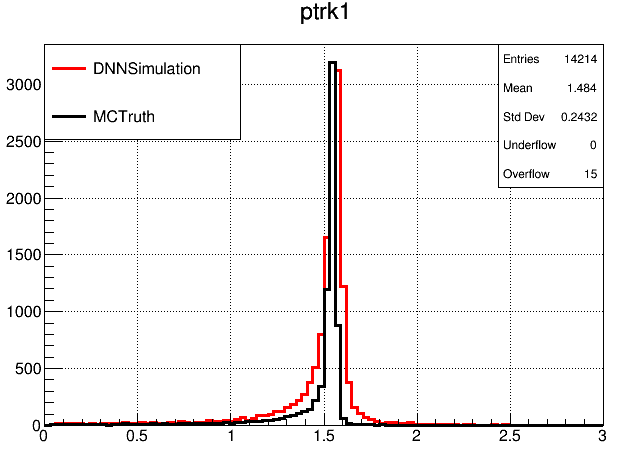 ptrk1
DNNSimulation
MCTruth
Entries 14214
Mean 1.484
Std Dev 0.2432
Underflow 0
Overflow 15
3000
2500
2000
1500
1000
500
0
0 0.5 1 1.5 2 2.5 3